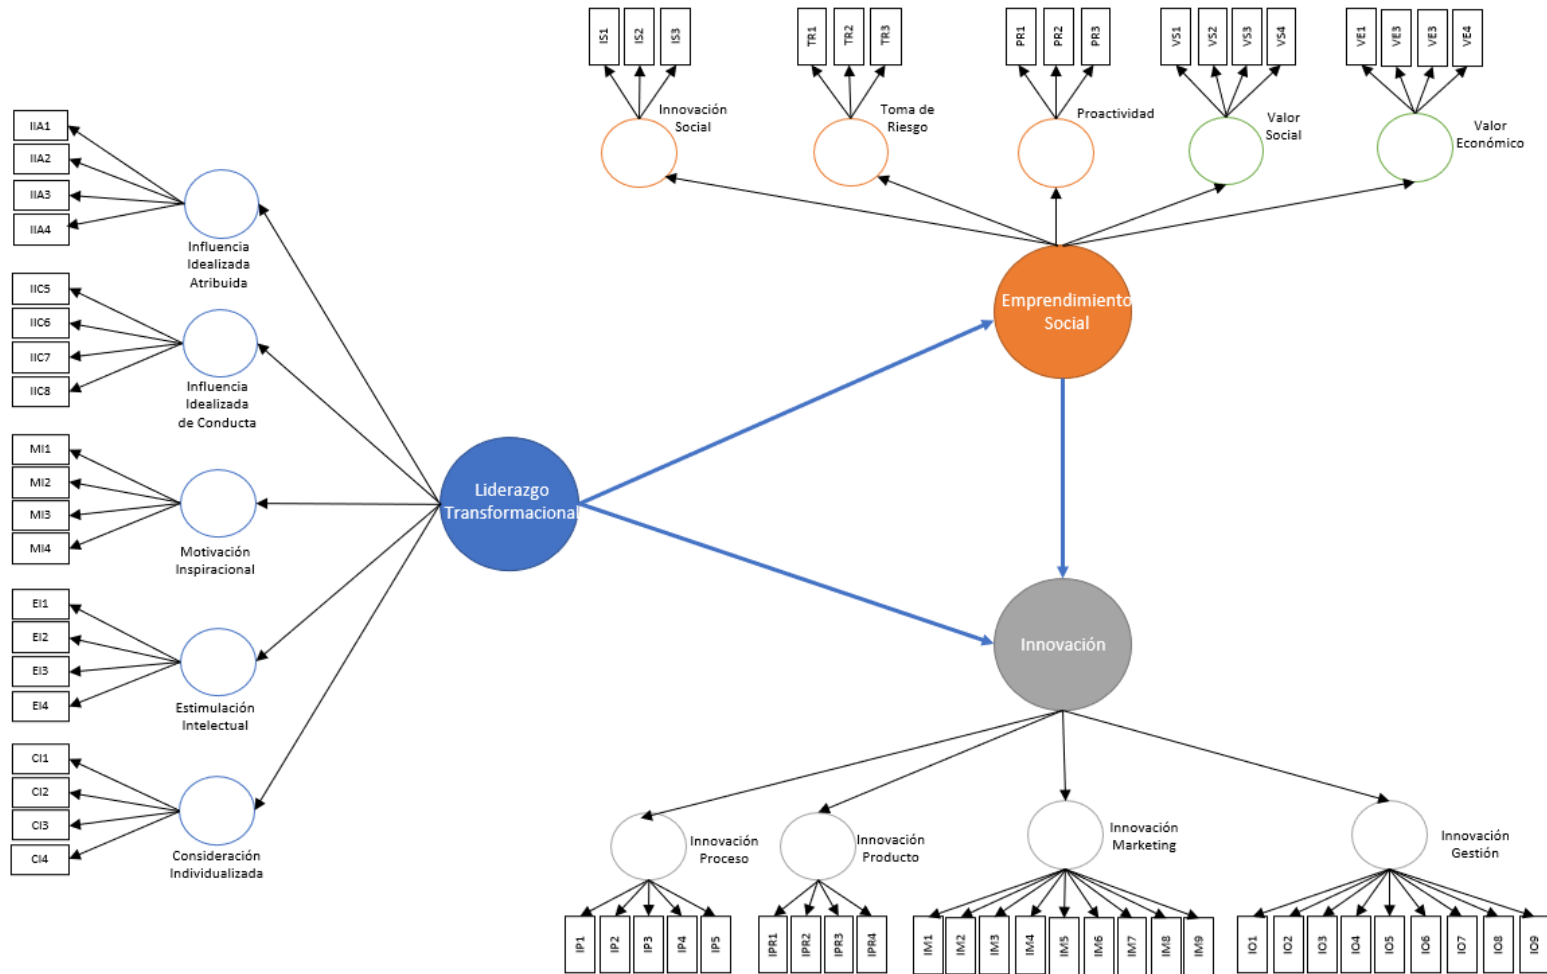 IS1
IS2
IS3
TR1
TR2
TR3
PR1
PR2
PR3
VS1
VS2
VS3
VS4
VE1
VE3
VE3
VE4
Innovación
Social
Toma de
Riesgo
Proactividad
Valor
Social
Valor
Económico
IIA1
IIA2
IIA3
IIA4
Influencia
Idealizada
Atribuida
IIC5
IIC6
IIC7
IIC8
Influencia
Idealizada
de Conducta
MI1
MI2
MI3
MI4
Motivación
Inspiracional
EI1
EI2
EI3
EI4
Estimulación
Intelectual
CI1
CI2
CI3
CI4
Consideración
Individualizada
Liderazgo
Transformacional
Emprendimiento
Social
Innovación
Innovación
Proceso
Innovación
Producto
Innovación
Marketing
Innovación
Gestión
IP1
IP2
IP3
IP4
IP5
IPR1
IPR2
IPR3
IPR4
IM1
IM2
IM3
IM4
IM5
IM6
IM7
IM8
IM9
IO1
IO2
IO3
IO4
IO5
IO6
IO7
IO8
IO9